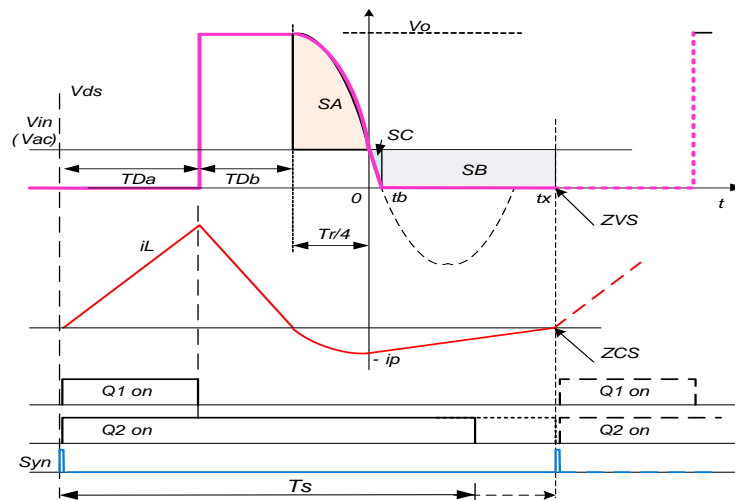 Vo
Vds
Vin
(Vac)
SA
SC
SB
TDa
TDb
0
tb
tx
t
ZVS
Tr/4
iL
- ip
ZCS
Q1 on
Q1 on
Q2 on
Q2 on
Syn
Ts